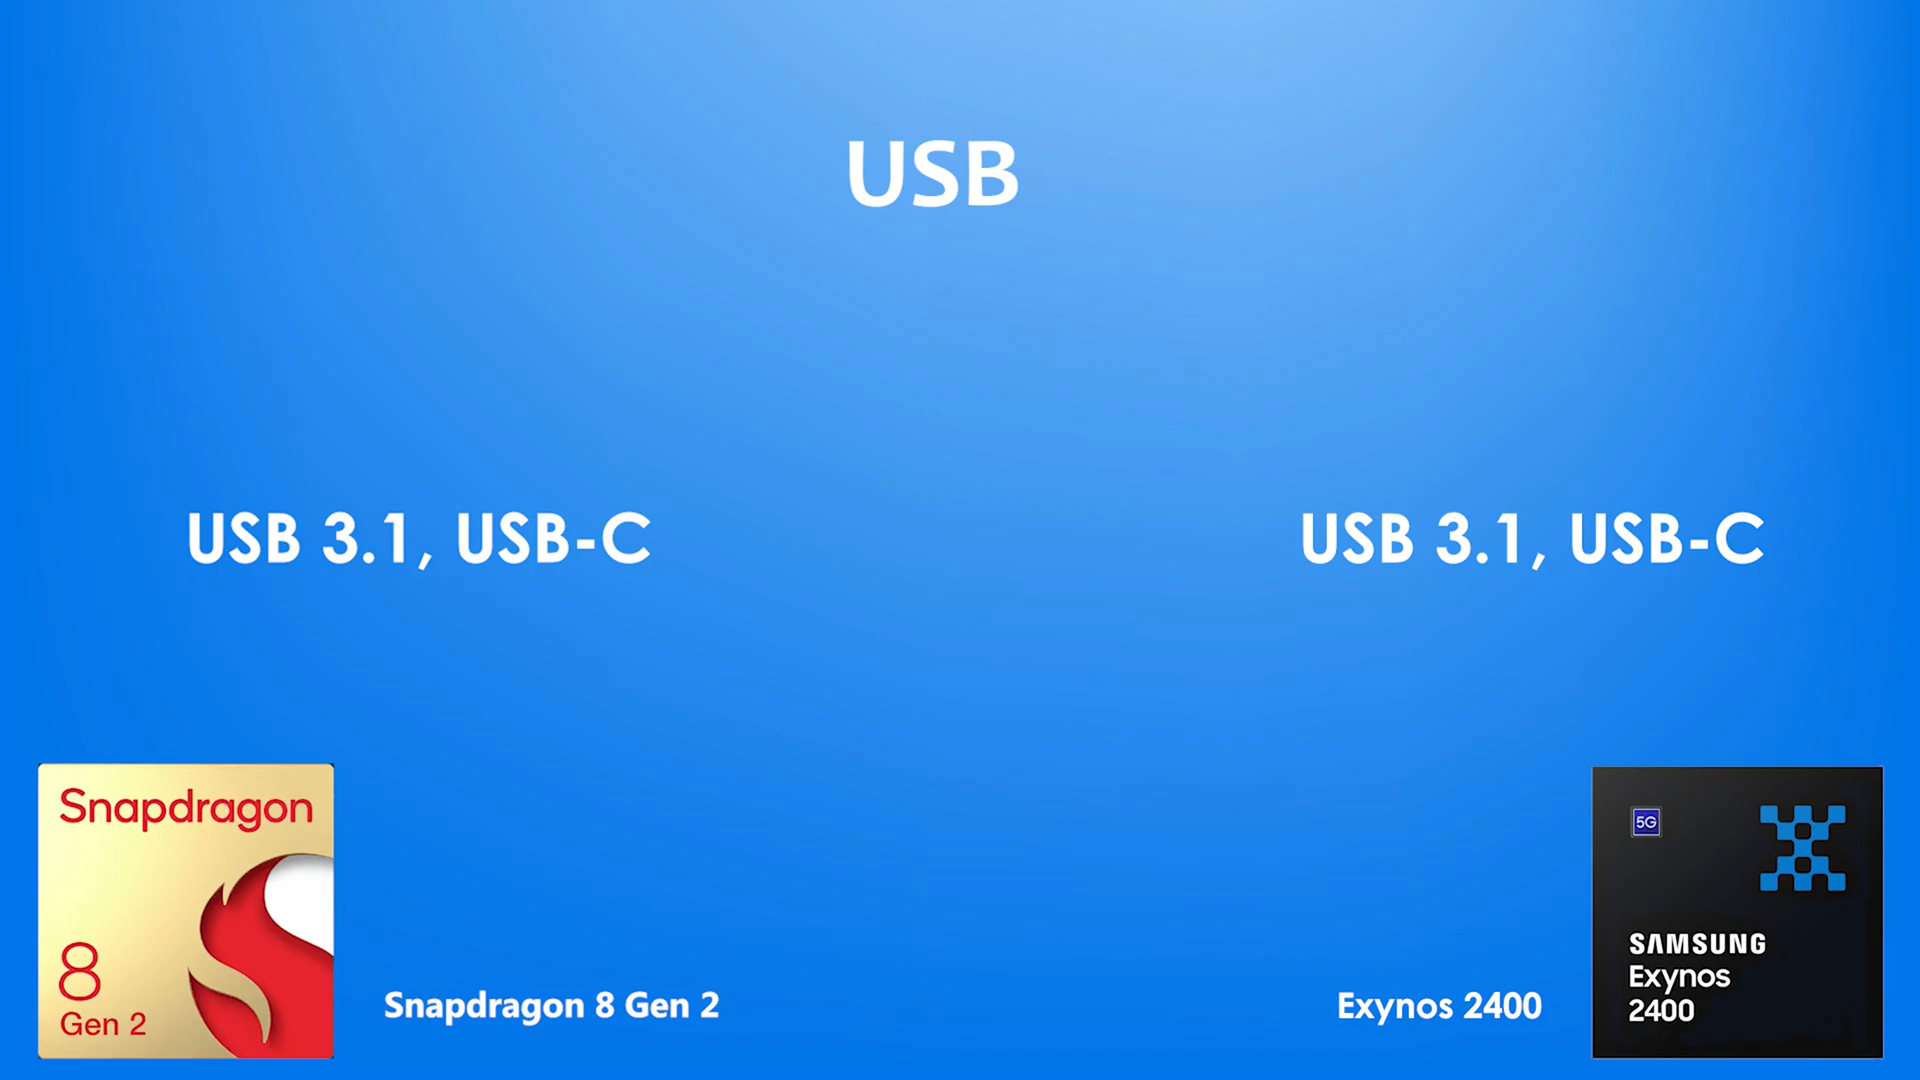 USB
USB 3.1, USB-C
USB 3.1, USB-C
Snapdragon
8
Gen 2
Snapdragon 8 Gen 2
Exynos 2400
5G
SAMSUNG
Exynos
2400